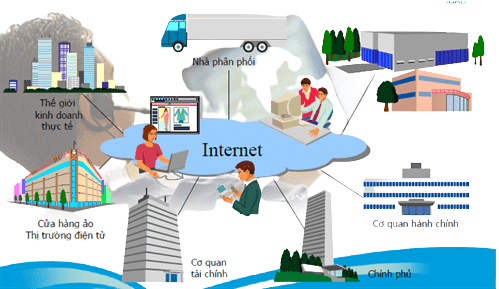 Nhà phân phối
Thế giới
kinh doanh
thực tế
Internet
Cửa hàng ảo
Thị trường điện tử
Cơ quan hành chính
Cơ quan
tài chính
Chính phủ